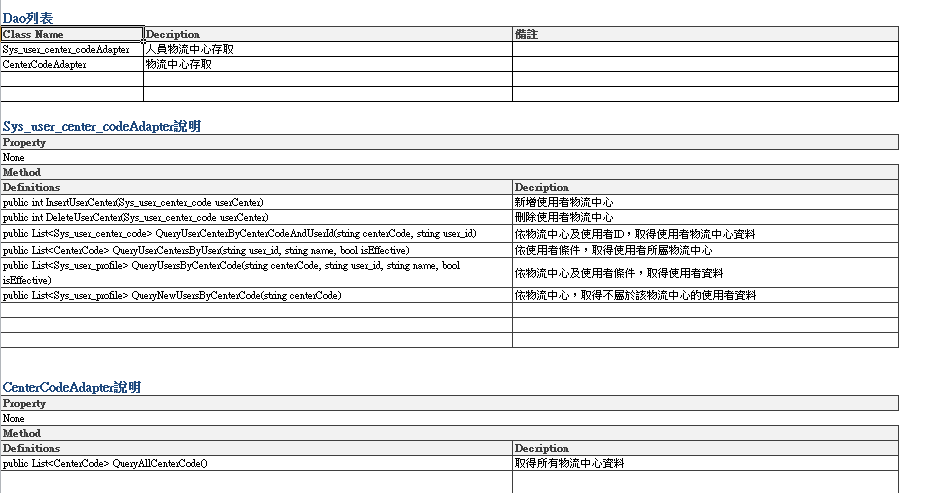 Dao列表
Class Name Decription 備註
Sys_user_center_codeAdapter 人員物流中心存取
CenterCodeAdapter 物流中心存取
Sys_user_center_codeAdapter說明
Property
None
Method
Definitions Decription
public int InsertUserCenter(Sys_user_center_code userCenter) 新增使用者物流中心
public int DeleteUserCenter(Sys_user_center_code userCenter) 刪除使用者物流中心
public List<Sys_user_center_code> QueryUserCenterByCenterCodeAndUserId(string centerCode, string user_id) 依物流中心及使用者ID，取得使用者物流中心資料
public List<CenterCode> QueryUserCentersByUser(string user_id, string name, bool isEffective) 依使用者條件，取得使用者所屬物流中心
public List<Sys_user_profile> QueryUsersByCenterCode(string centerCode, string user_id, string name, bool
isEffective) 依物流中心及使用者條件，取得使用者資料
public List<Sys_user_profile> QueryNewUsersByCenterCode(string centerCode) 依物流中心，取得不屬於該物流中心的使用者資料
CenterCodeAdapter說明
Property
None
Method
Definitions Decription
public List<CenterCode> QueryAllCenterCode() 取得所有物流中心資料